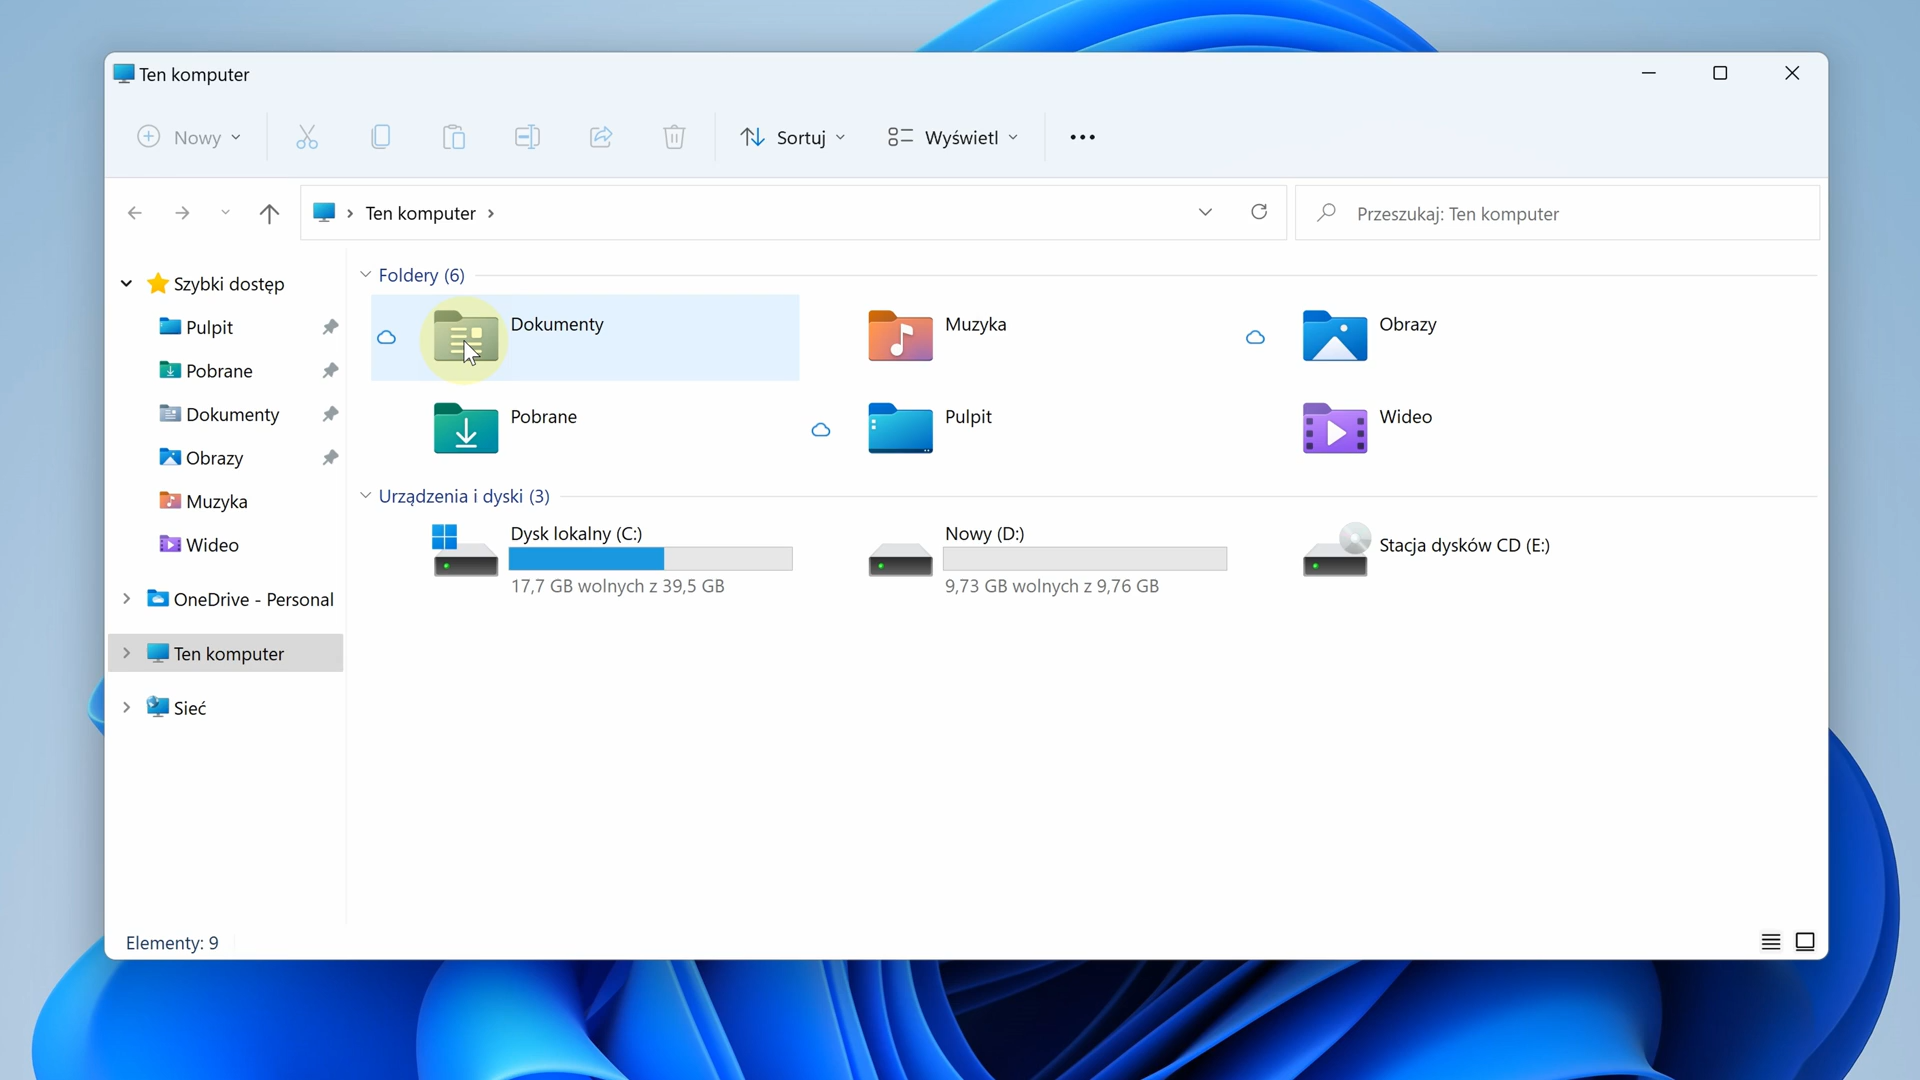 Ten komputer
Nowy
Sortuj
Wyświetl
Ten komputer
Przeszukaj: Ten komputer
Szybki dostęp
Pulpit
Pobrane
Dokumenty
Obrazy
Muzyka
Wideo
OneDrive - Personal
Ten komputer
Sieć
Foldery (6)
Dokumenty
Muzyka
Obrazy
Pobrane
Pulpit
Wideo
Urządzenia i dyski (3)
Dysk lokalny (C:)
17,7 GB wolnych z 39,5 GB
Nowy (D:)
9,73 GB wolnych z 9,76 GB
Stacja dysków CD (E:)
Elementy: 9